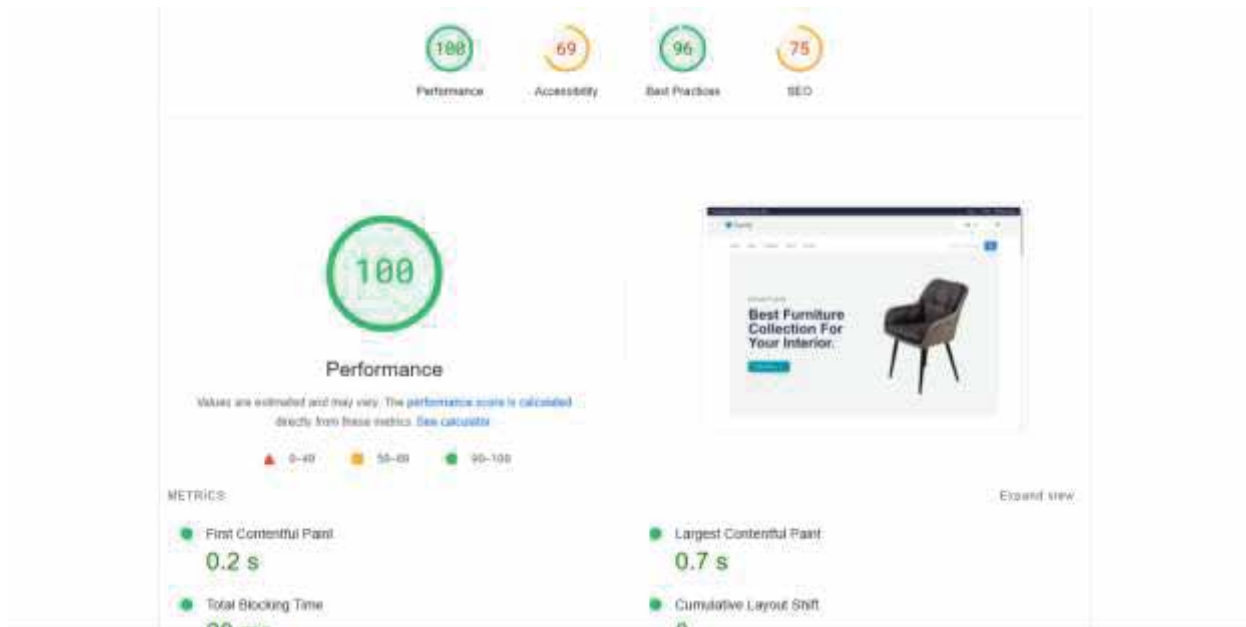 100
69
96
75
Performance
Accessibility
Best Practices
SEO
100
Performance
Values are estimated and may vary. The performance score is calculated
directly from these metrics. See calculator
0–49
50–89
90–100
Best Furniture
Collection For
Your Interior.
METRICS
Expand view
First Contentful Paint
0.2 s
Largest Contentful Paint
0.7 s
Total Blocking Time
Cumulative Layout Shift